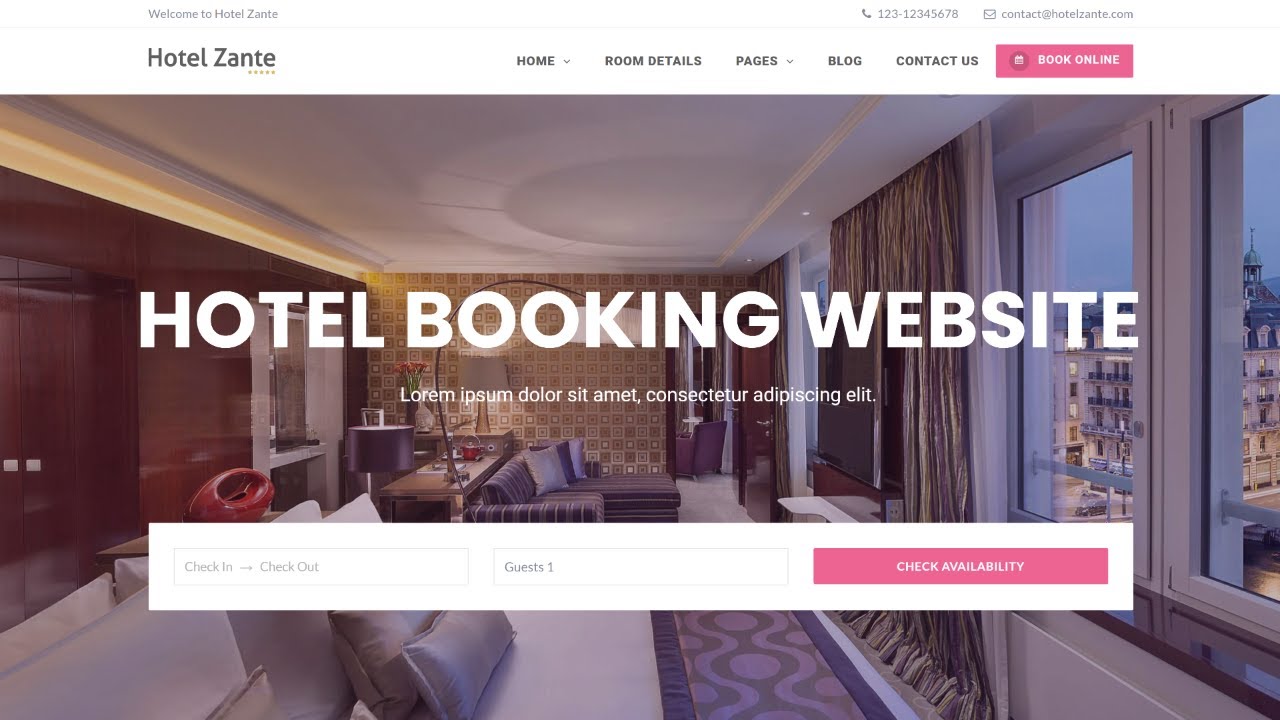 Welcome to Hotel Zante
123-12345678
contact@hotelzante.com
Hotel Zante
HOME
ROOM DETAILS
PAGES
BLOG
CONTACT US
BOOK ONLINE
HOTEL BOOKING WEBSITE
Lorem ipsum dolor sit amet, consectetur adipiscing elit.
Check In → Check Out
Guests 1
CHECK AVAILABILITY